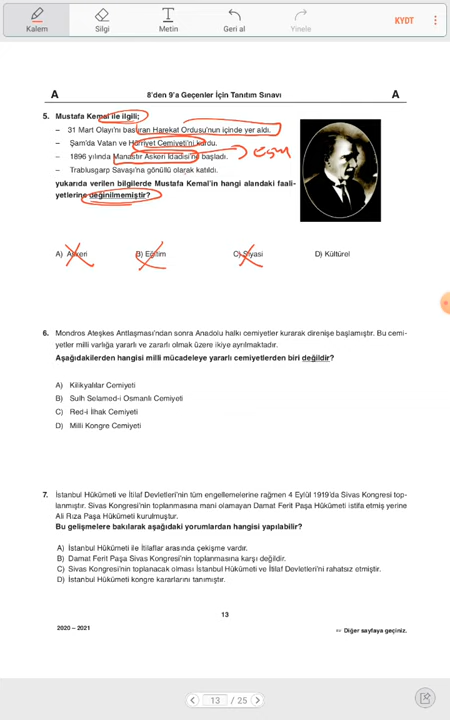 Kalem
Silgi
Metin
Geri al
Yinele
KYDT
A
8'den 9'a Geçenler İçin Tanıtım Sınavı
A
5. Mustafa Kemal ile ilgili;
– 31 Mart Olayı'nı bastıran Harekat Ordusu'nun içinde yer aldı.
– Şam'da Vatan ve Hürriyet Cemiyeti'ni kurdu.
– 1896 yılında Manastır Askeri İdadisi'ne başladı.
– Trablusgarp Savaşı'na gönüllü olarak katıldı.
yukarıda verilen bilgilerde Mustafa Kemal'in hangi alandaki faali-
yetlerine değinilmemiştir?
A) Askeri
B) Eğitim
C) Siyasi
D) Kültürel
6. Mondros Ateşkes Antlaşması'ndan sonra Anadolu halkı cemiyetler kurarak direnişe başlamıştır. Bu cemi-
yetler milli varlığa yararlı ve zararlı olmak üzere ikiye ayrılmaktadır.
Aşağıdakilerden hangisi milli mücadeleye yararlı cemiyetlerden biri değildir?
A) Kilikyalılar Cemiyeti
B) Sulh Selamed-i Osmanlı Cemiyeti
C) Red-i İlhak Cemiyeti
D) Milli Kongre Cemiyeti
7. İstanbul Hükümeti ve İtilaf Devletleri'nin tüm engellemelerine rağmen 4 Eylül 1919'da Sivas Kongresi top-
lanmıştır. Sivas Kongresi'nin toplanmasına mani olamayan Damat Ferit Paşa Hükümeti istifa etmiş yerine
Ali Rıza Paşa Hükümeti kurulmuştur.
Bu gelişmelere bakılarak aşağıdaki yorumlardan hangisi yapılabilir?
A) İstanbul Hükümeti ile İtilaflar arasında çekişme vardır.
B) Damat Ferit Paşa Sivas Kongresi'nin toplanmasına karşı değildir.
C) Sivas Kongresi'nin toplanacak olması İstanbul Hükümeti ve İtilaf Devletleri'ni rahatsız etmiştir.
D) İstanbul Hükümeti kongre kararlarını tanımıştır.
13
2020 – 2021
Diğer sayfaya geçiniz.
13 / 25